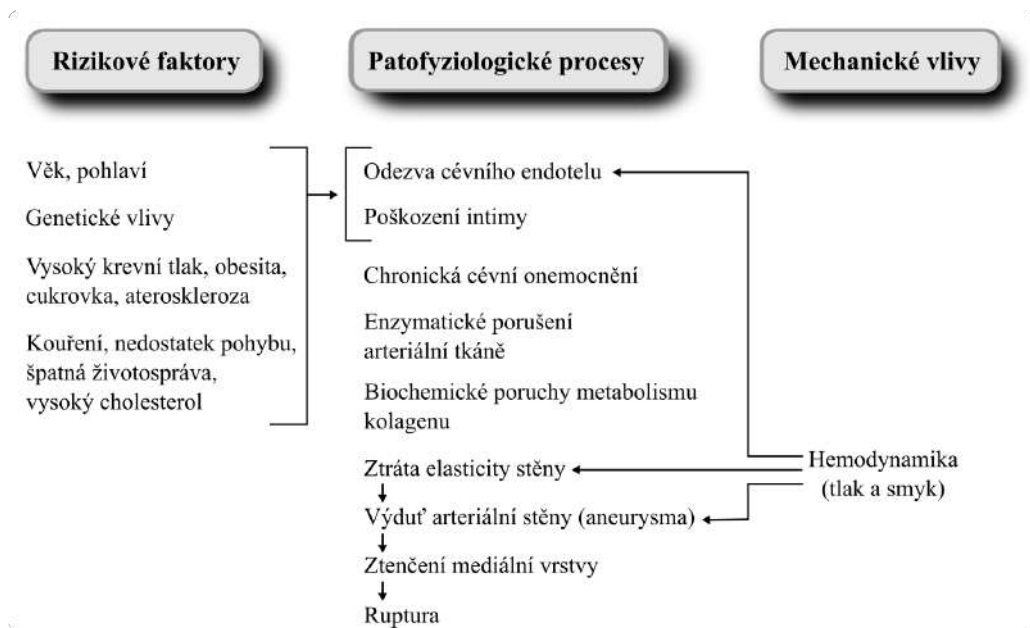 Rizikové faktory
Patofyziologické procesy
Mechanické vlivy
Věk, pohlaví
Genetické vlivy
Vysoký krevní tlak, obesita,
cukrovka, ateroskleroza
Kouření, nedostatek pohybu,
špatná životospráva,
vysoký cholesterol
Odezva cévního endotelu
Poškození intimy
Chronická cévní onemocnění
Enzymatické porušení
arteriální tkáně
Biochemické poruchy metabolismu
kolagenu
Ztráta elasticity stěny
Výduť arteriální stěny (aneurysma)
Ztenčení mediální vrstvy
Ruptura
Hemodynamika
(tlak a smyk)